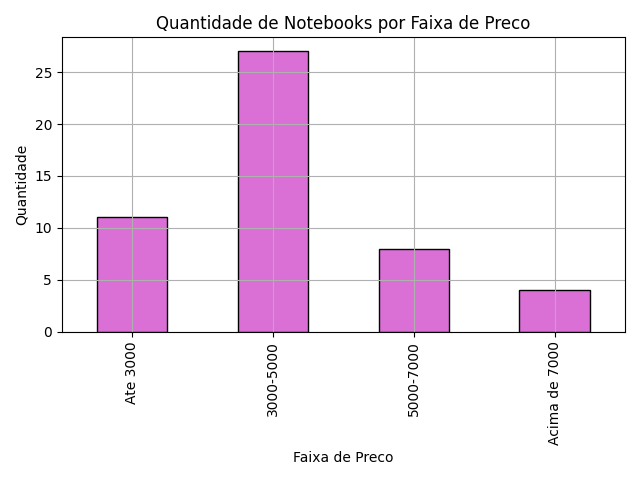 Quantidade de Notebooks por Faixa de Preco
Quantidade
25
20
15
10
5
0
Ate 3000
3000-5000
5000-7000
Acima de 7000
Faixa de Preco